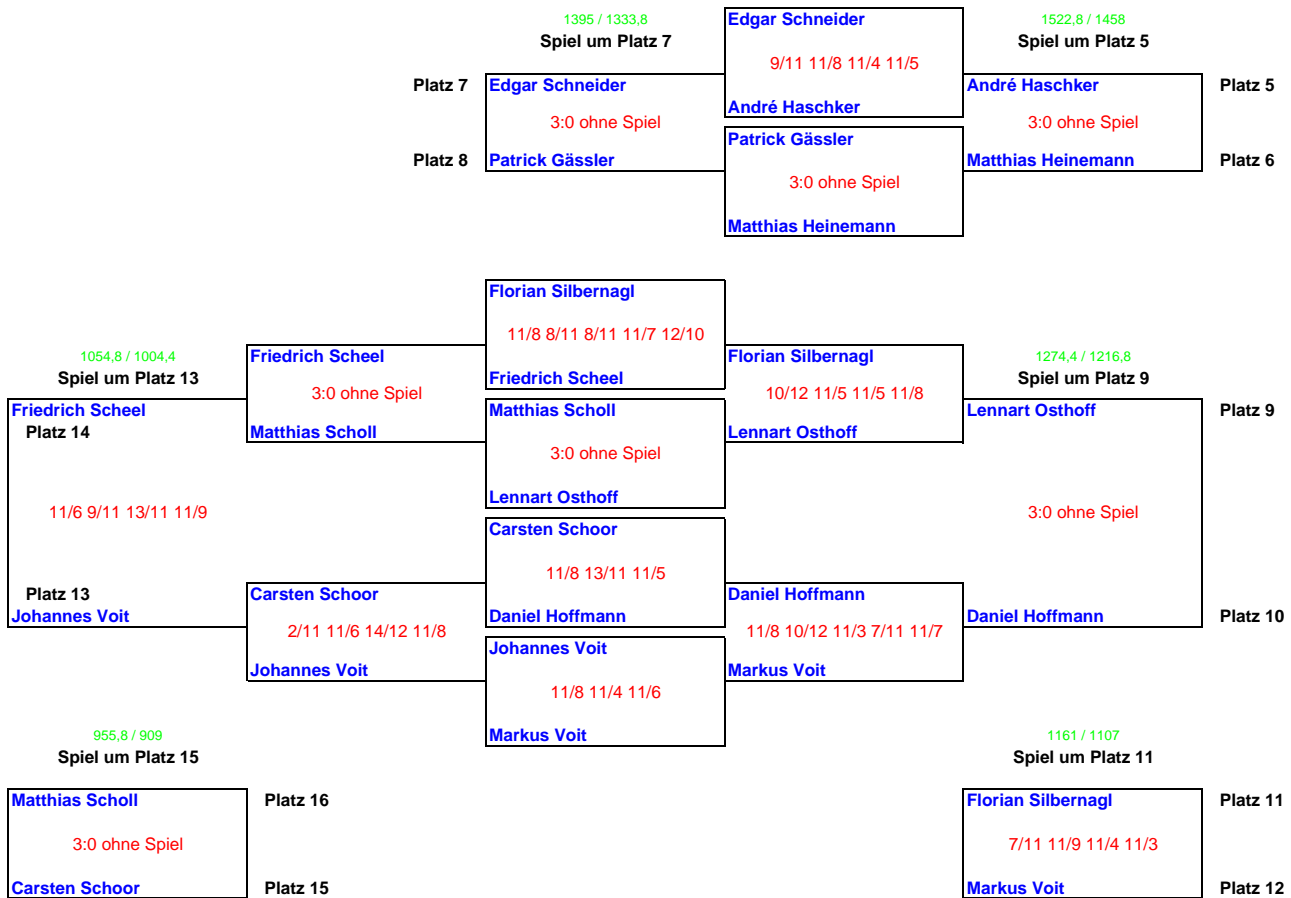 1395 / 1333,8
Spiel um Platz 7
Edgar Schneider
1522,8 / 1458
Spiel um Platz 5
9/11 11/8 11/4 11/5
Platz 7
Edgar Schneider
André Haschker
Platz 5
3:0 ohne Spiel
André Haschker
3:0 ohne Spiel
Patrick Gässler
Platz 8
Patrick Gässler
Matthias Heinemann
Platz 6
3:0 ohne Spiel
Matthias Heinemann
Florian Silbernagl
11/8 8/11 8/11 11/7 12/10
1054,8 / 1004,4
Spiel um Platz 13
Friedrich Scheel
Florian Silbernagl
1274,4 / 1216,8
Spiel um Platz 9
Friedrich Scheel
3:0 ohne Spiel
10/12 11/5 11/5 11/8
Friedrich Scheel
Platz 14
Matthias Scholl
Lennart Osthoff
Platz 9
Matthias Scholl
Lennart Osthoff
3:0 ohne Spiel
Lennart Osthoff
11/6 9/11 13/11 11/9
3:0 ohne Spiel
Carsten Schoor
11/8 13/11 11/5
Platz 13
Johannes Voit
Carsten Schoor
Daniel Hoffmann
Daniel Hoffmann
Daniel Hoffmann
Platz 10
2/11 11/6 14/12 11/8
11/8 10/12 11/3 7/11 11/7
Johannes Voit
Johannes Voit
Markus Voit
11/8 11/4 11/6
Markus Voit
955,8 / 909
Spiel um Platz 15
1161 / 1107
Spiel um Platz 11
Matthias Scholl
Platz 16
Florian Silbernagl
Platz 11
3:0 ohne Spiel
7/11 11/9 11/4 11/3
Carsten Schoor
Platz 15
Markus Voit
Platz 12